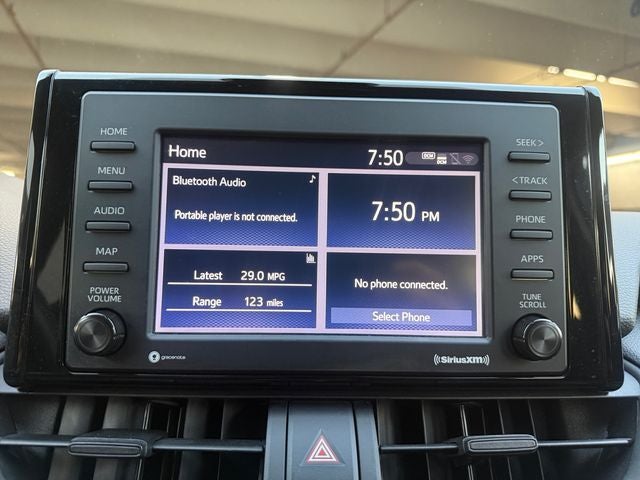 HOME
MENU
AUDIO
MAP
POWER
VOLUME
Home 7:50 DCM
DCM
Bluetooth Audio
Portable player is not connected.
7:50 PM
Latest 29.0 MPG
Range 123 miles
No phone connected.
Select Phone
SEEK >
< TRACK
PHONE
APPS
TUNE
SCROLL
gracenote
SiriusXM